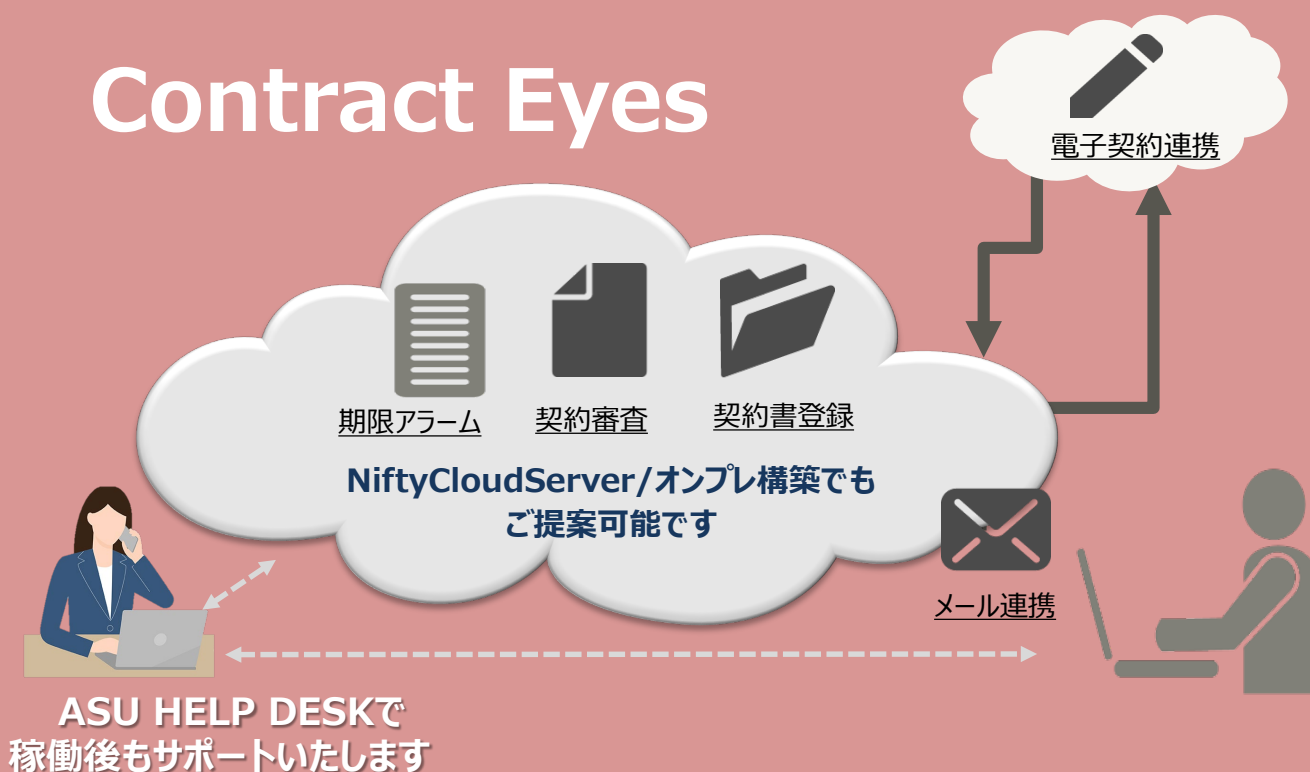 Contract Eyes
電子契約連携
期限アラーム
契約審査
契約書登録
NiftyCloudServer/オンプレ構築でも
ご提案可能です
メール連携
ASU HELP DESKで
稼働後もサポートいたします